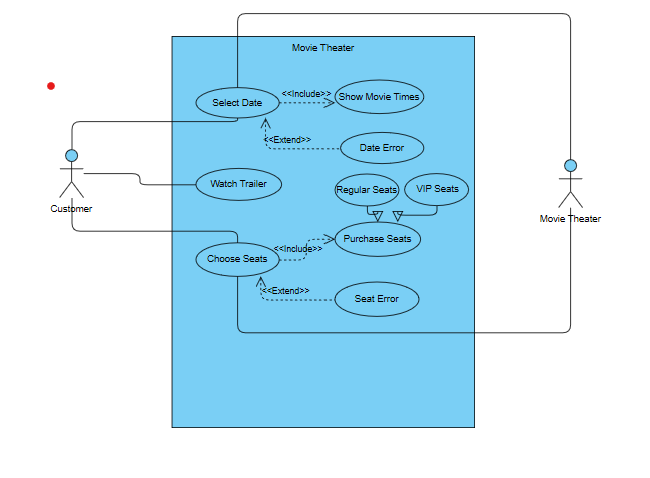 Movie Theater
<<Include>>
Select Date
Show Movie Times
<<Extend>>
Date Error
Watch Trailer
Regular Seats
VIP Seats
Customer
Movie Theater
Purchase Seats
<<Include>>
Choose Seats
<<Extend>>
Seat Error